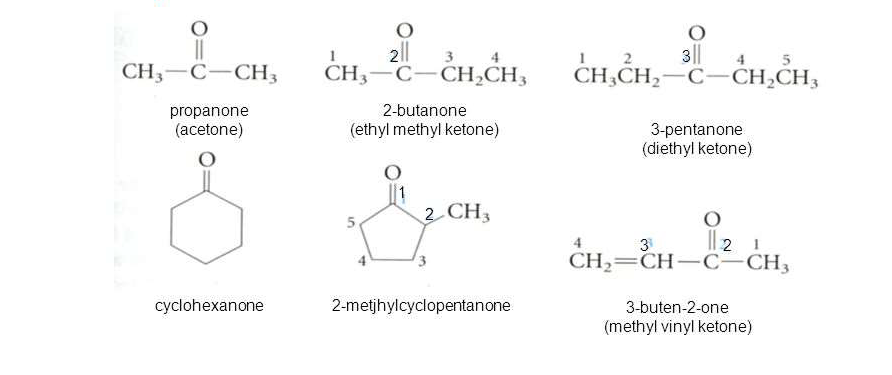 O
CH3—C—CH3
propanone
(acetone)
O
1 2 3 4
CH3—C—CH2CH3
2-butanone
(ethyl methyl ketone)
O
1 2 3 4 5
CH3CH2—C—CH2CH3
3-pentanone
(diethyl ketone)
O
cyclohexanone
O
1
5 2 CH3
4 3
2-metjhylcyclopentanone
O
4 3 2 1
CH2=CH—C—CH3
3-buten-2-one
(methyl vinyl ketone)